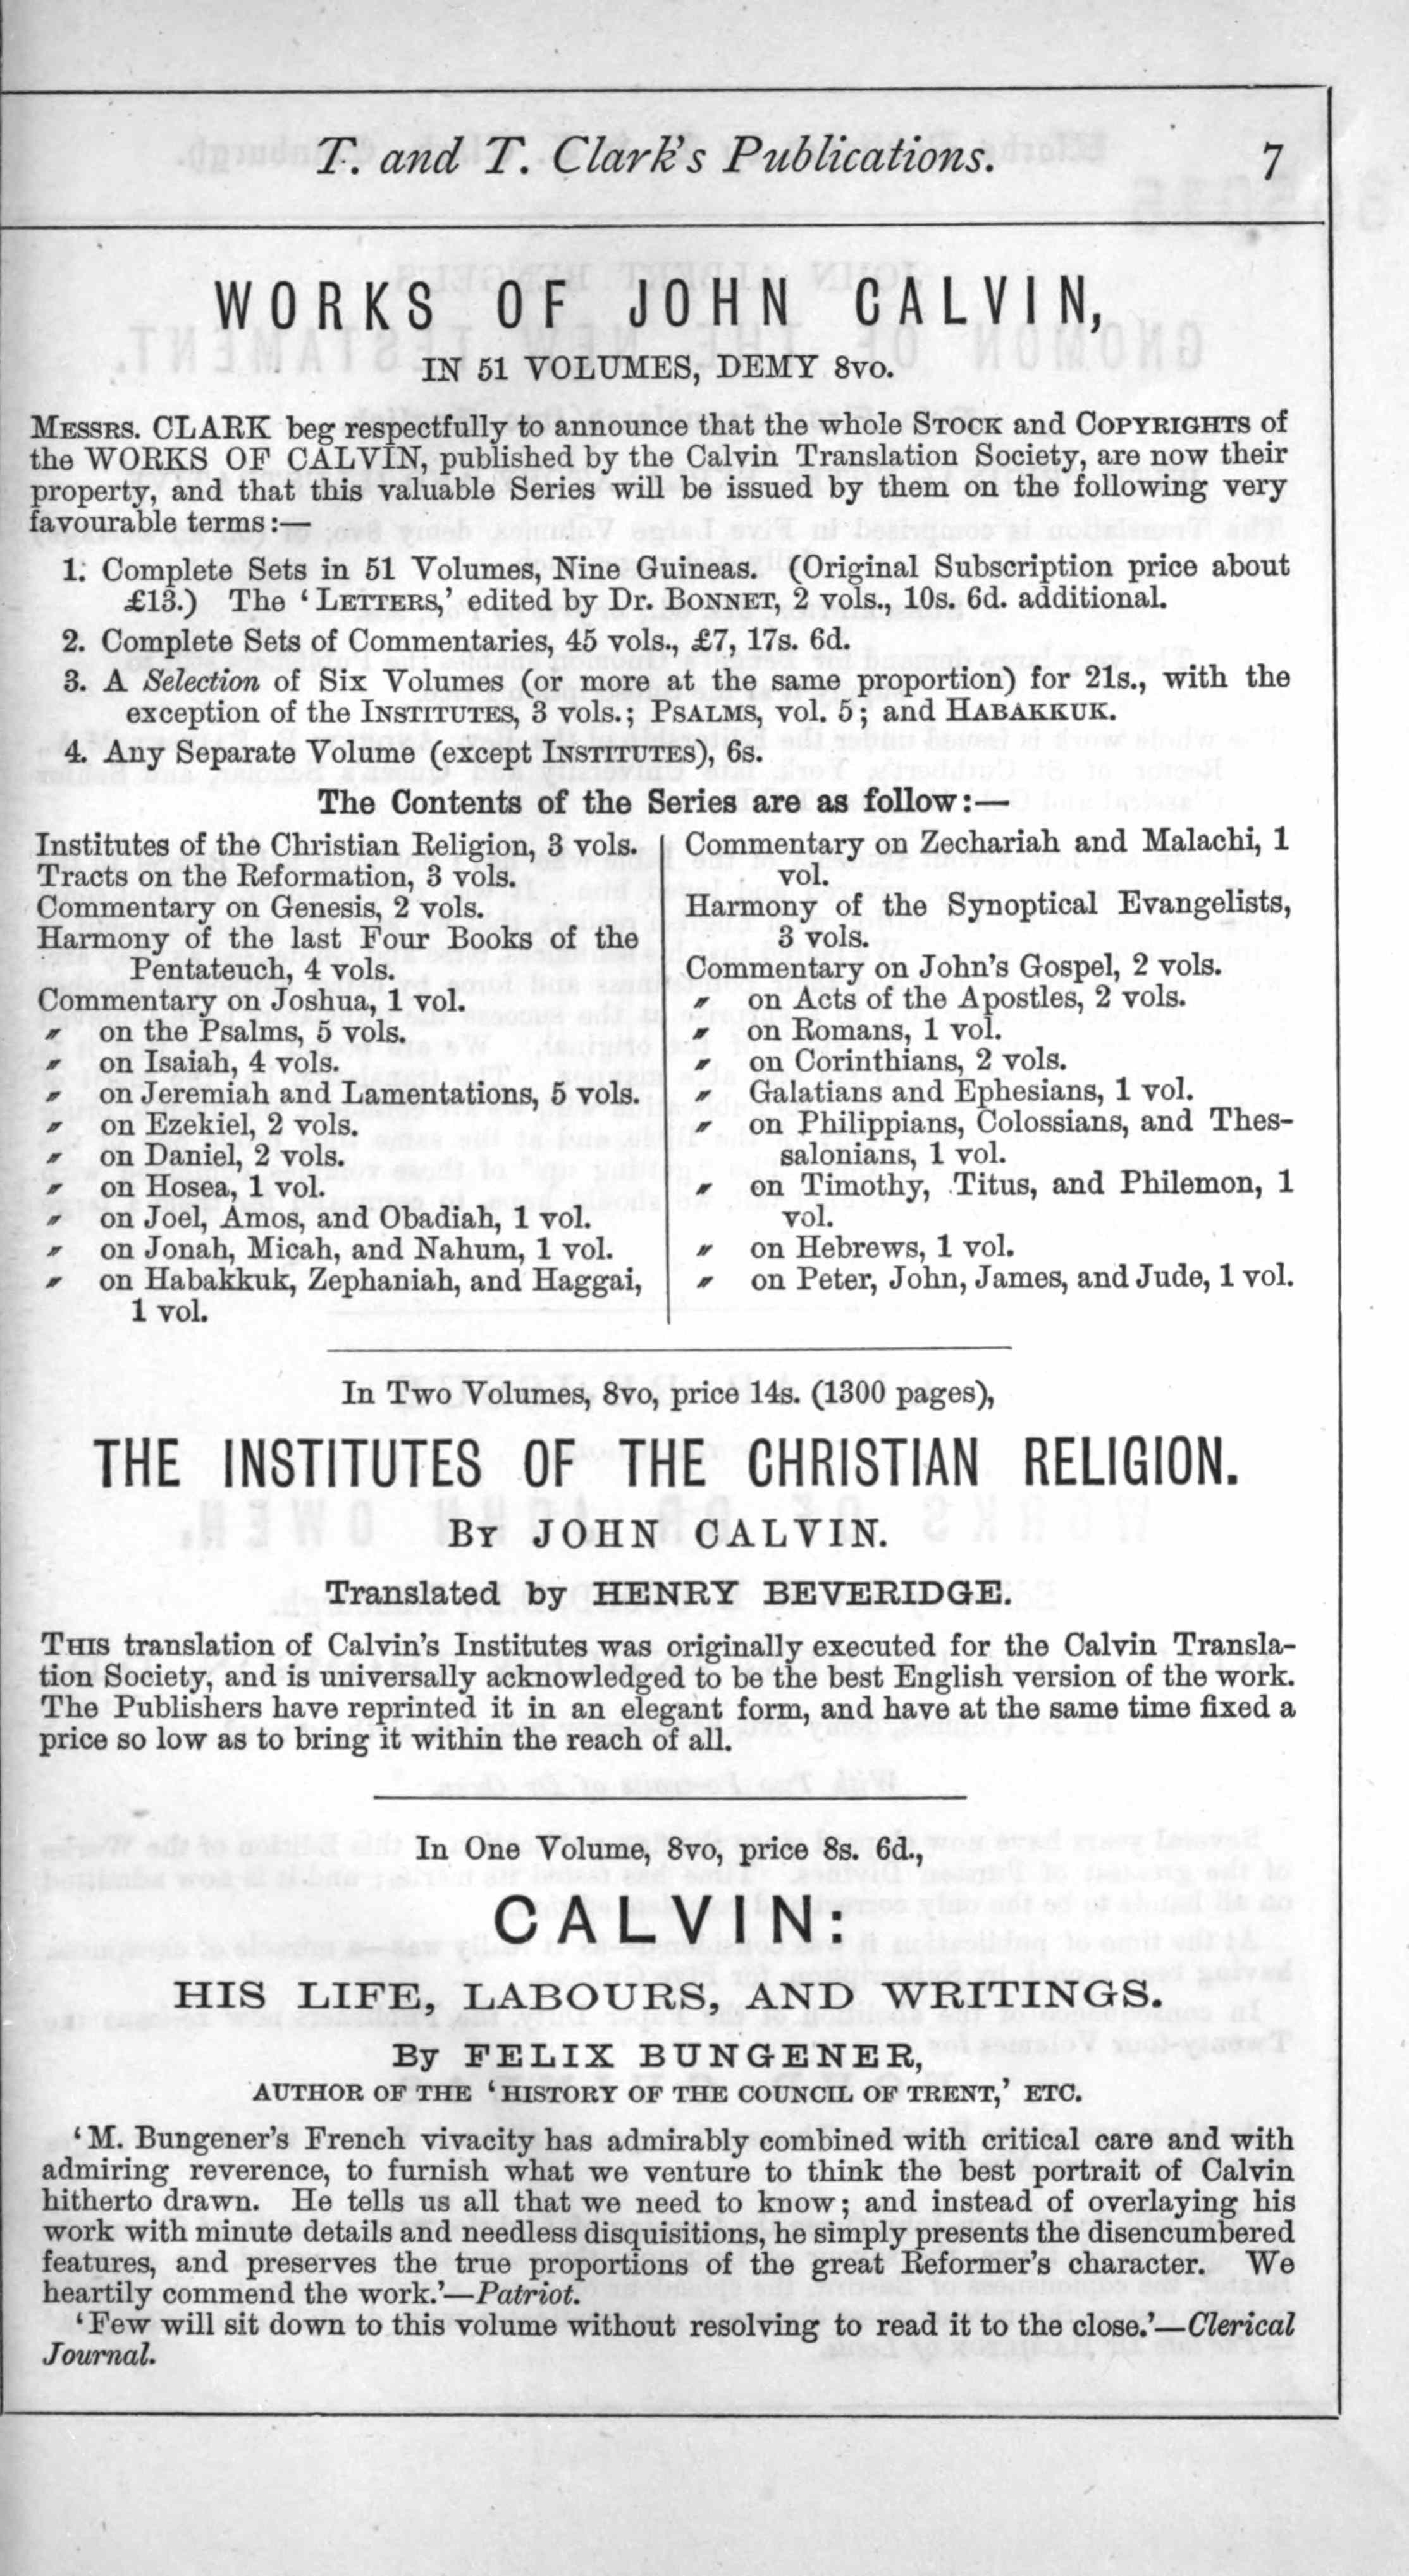 T. and T. Clark's Publications. 7
WORKS OF JOHN CALVIN,
IN 51 VOLUMES, DEMY 8vo.
MESSRS. CLARK beg respectfully to announce that the whole STOCK and COPYRIGHTS of
the WORKS OF CALVIN, published by the Calvin Translation Society, are now their
property, and that this valuable Series will be issued by them on the following very
favourable terms:—
1. Complete Sets in 51 Volumes, Nine Guineas. (Original Subscription price about
£13.) The 'LETTERS,' edited by Dr. BONNET, 2 vols., 10s. 6d. additional.
2. Complete Sets of Commentaries, 45 vols., £7, 17s. 6d.
3. A Selection of Six Volumes (or more at the same proportion) for 21s., with the
exception of the INSTITUTES, 3 vols.; PSALMS, vol. 5; and HABAKKUK.
4. Any Separate Volume (except INSTITUTES), 6s.
The Contents of the Series are as follow:—
Institutes of the Christian Religion, 3 vols.
Tracts on the Reformation, 3 vols.
Commentary on Genesis, 2 vols.
Harmony of the last Four Books of the
Pentateuch, 4 vols.
Commentary on Joshua, 1 vol.
〃 on the Psalms, 5 vols.
〃 on Isaiah, 4 vols.
〃 on Jeremiah and Lamentations, 5 vols.
〃 on Ezekiel, 2 vols.
〃 on Daniel, 2 vols.
〃 on Hosea, 1 vol.
〃 on Joel, Amos, and Obadiah, 1 vol.
〃 on Jonah, Micah, and Nahum, 1 vol.
〃 on Habakkuk, Zephaniah, and Haggai,
1 vol.
Commentary on Zechariah and Malachi, 1
vol.
Harmony of the Synoptical Evangelists,
3 vols.
Commentary on John's Gospel, 2 vols.
〃 on Acts of the Apostles, 2 vols.
〃 on Romans, 1 vol.
〃 on Corinthians, 2 vols.
〃 Galatians and Ephesians, 1 vol.
〃 on Philippians, Colossians, and Thes-
salonians, 1 vol.
〃 on Timothy, Titus, and Philemon, 1
vol.
〃 on Hebrews, 1 vol.
〃 on Peter, John, James, and Jude, 1 vol.
In Two Volumes, 8vo, price 14s. (1300 pages),
THE INSTITUTES OF THE CHRISTIAN RELIGION.
BY JOHN CALVIN.
Translated by HENRY BEVERIDGE.
THIS translation of Calvin's Institutes was originally executed for the Calvin Transla-
tion Society, and is universally acknowledged to be the best English version of the work.
The Publishers have reprinted it in an elegant form, and have at the same time fixed a
price so low as to bring it within the reach of all.
In One Volume, 8vo, price 8s. 6d.,
CALVIN:
HIS LIFE, LABOURS, AND WRITINGS.
By FELIX BUNGENER,
AUTHOR OF THE 'HISTORY OF THE COUNCIL OF TRENT,' ETC.
'M. Bungener's French vivacity has admirably combined with critical care and with
admiring reverence, to furnish what we venture to think the best portrait of Calvin
hitherto drawn. He tells us all that we need to know; and instead of overlaying his
work with minute details and needless disquisitions, he simply presents the disencumbered
features, and preserves the true proportions of the great Reformer's character. We
heartily commend the work.'—Patriot.
'Few will sit down to this volume without resolving to read it to the close.'—Clerical
Journal.